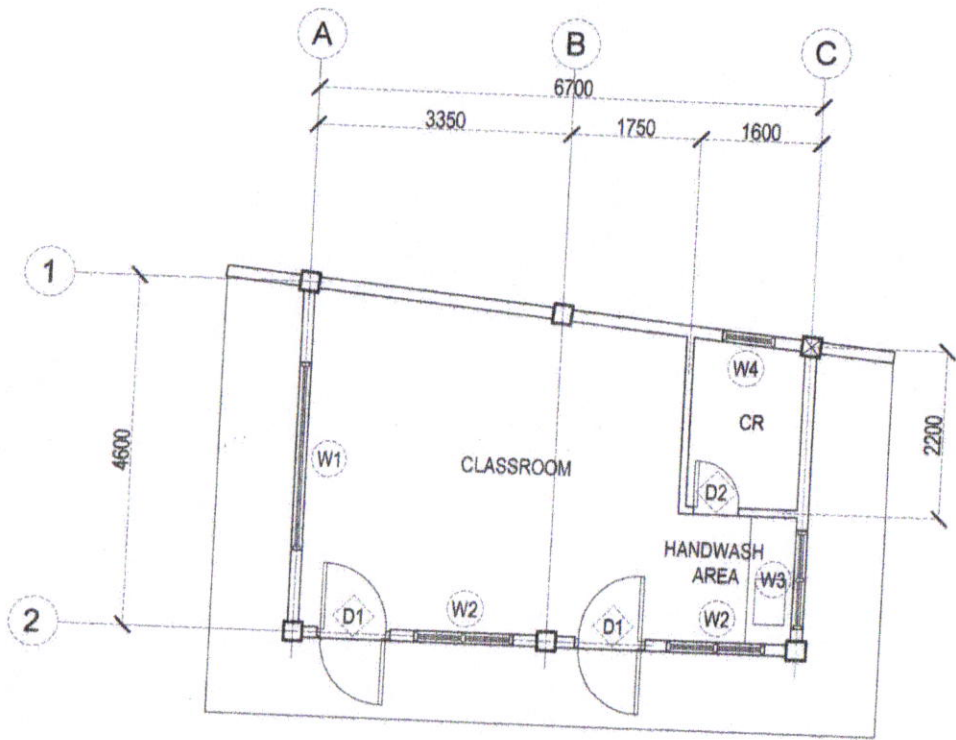 A
B
C
6700
3350
1750
1600
1
4600
W1
CLASSROOM
W4
CR
2200
D2
HANDWASH
AREA
W3
2
D1
W2
D1
W2